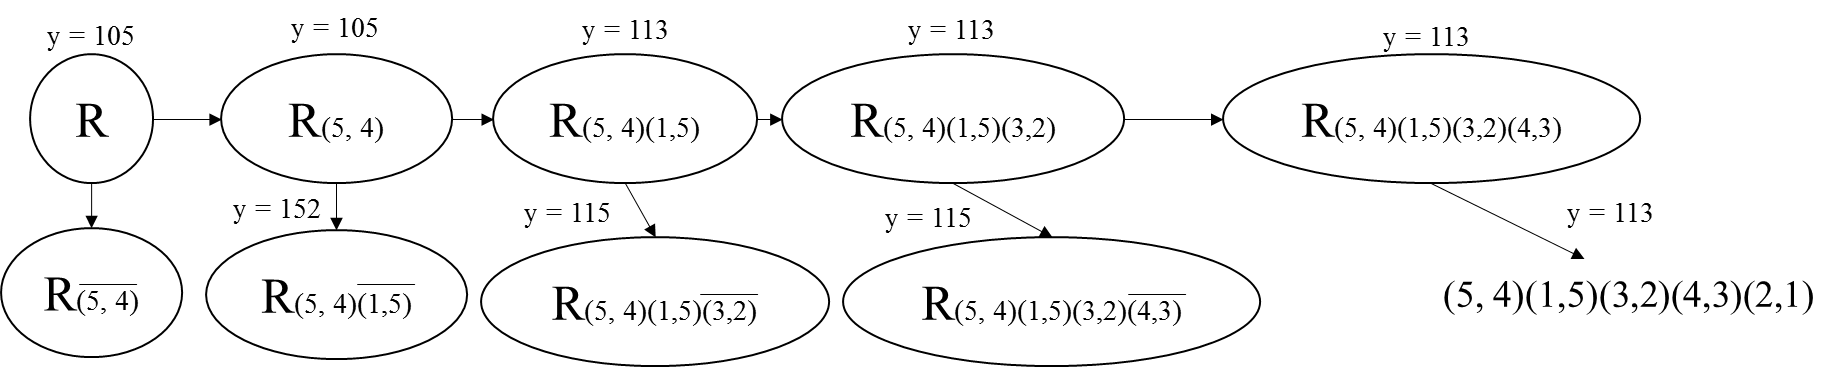 y = 105
y = 105
y = 113
y = 113
y = 113
R
R(5, 4)
R(5, 4)(1,5)
R(5, 4)(1,5)(3,2)
R(5, 4)(1,5)(3,2)(4,3)
y = 152
y = 115
y = 115
y = 113
R(5, 4)
R(5, 4)(1,5)
R(5, 4)(1,5)(3,2)
R(5, 4)(1,5)(3,2)(4,3)
(5, 4)(1,5)(3,2)(4,3)(2,1)